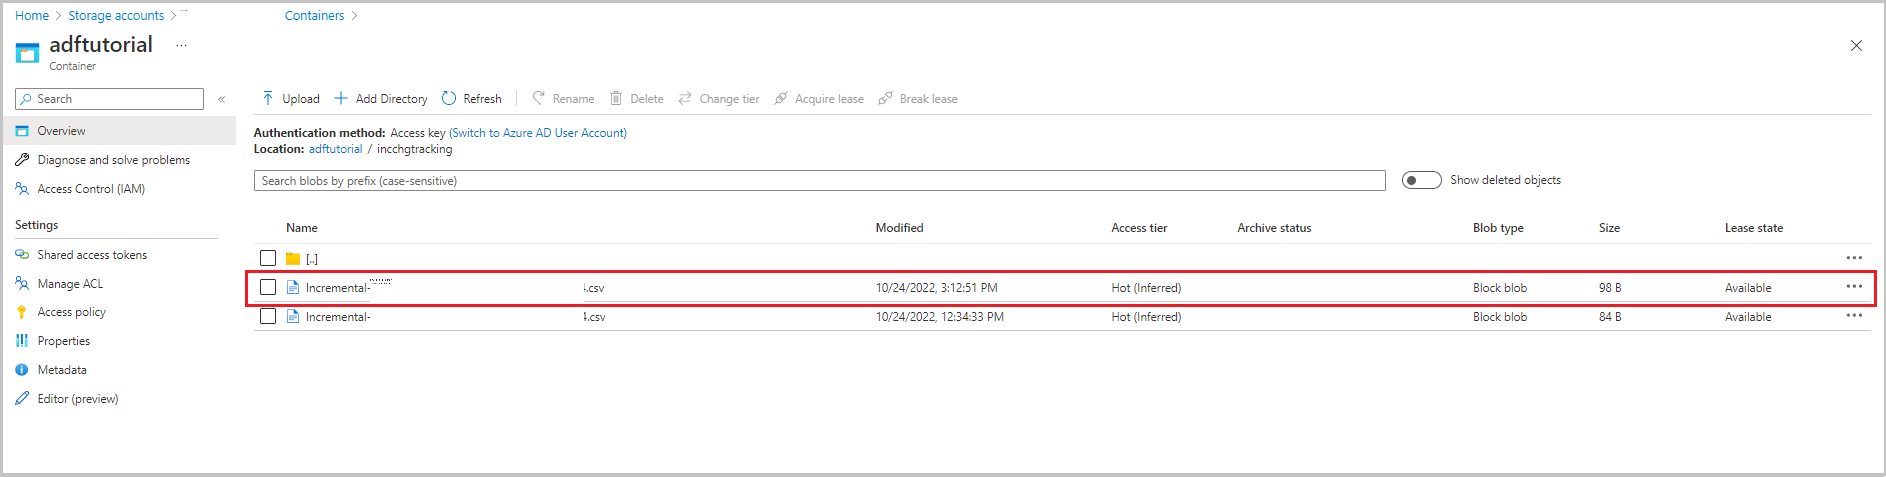 Home > Storage accounts > ... Containers >
adftutorial ...
Container
Search «
Upload Add Directory Refresh Rename Delete Change tier Acquire lease Break lease
Overview
Diagnose and solve problems
Access Control (IAM)
Settings
Shared access tokens
Manage ACL
Access policy
Properties
Metadata
Editor (preview)
Authentication method: Access key (Switch to Azure AD User Account)
Location: adftutorial / incchgtracking
Search blobs by prefix (case-sensitive) Show deleted objects
Name Modified Access tier Archive status Blob type Size Lease state
[..] ...
Incremental- .csv 10/24/2022, 3:12:51 PM Hot (Inferred) Block blob 98 B Available ...
Incremental- 4.csv 10/24/2022, 12:34:33 PM Hot (Inferred) Block blob 84 B Available ...